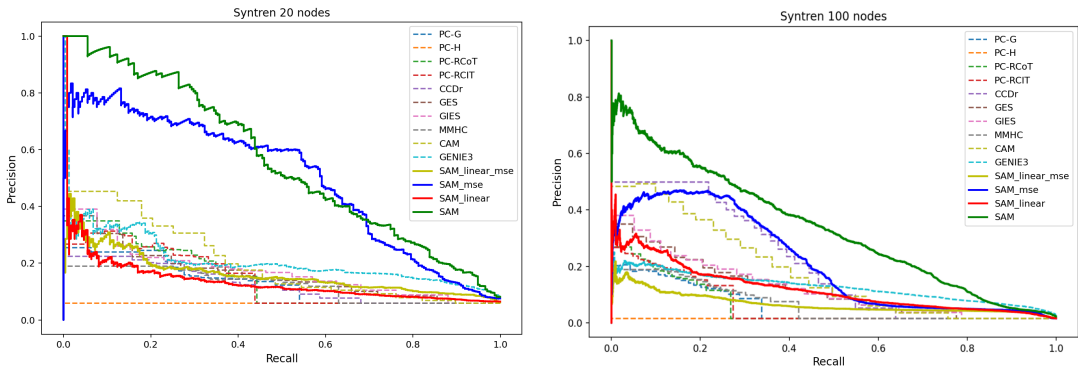 Syntren 20 nodes
Precision
1.0
0.8
0.6
0.4
0.2
0.0
0.0 0.2 0.4 0.6 0.8 1.0
Recall
PC-G
PC-H
PC-RCoT
PC-RCIT
CCDr
GES
GIES
MMHC
CAM
GENIE3
SAM_linear_mse
SAM_mse
SAM_linear
SAM
Syntren 100 nodes
Precision
1.0
0.8
0.6
0.4
0.2
0.0
0.0 0.2 0.4 0.6 0.8 1.0
Recall
PC-G
PC-H
PC-RCoT
PC-RCIT
CCDr
GES
GIES
MMHC
CAM
GENIE3
SAM_linear_mse
SAM_mse
SAM_linear
SAM